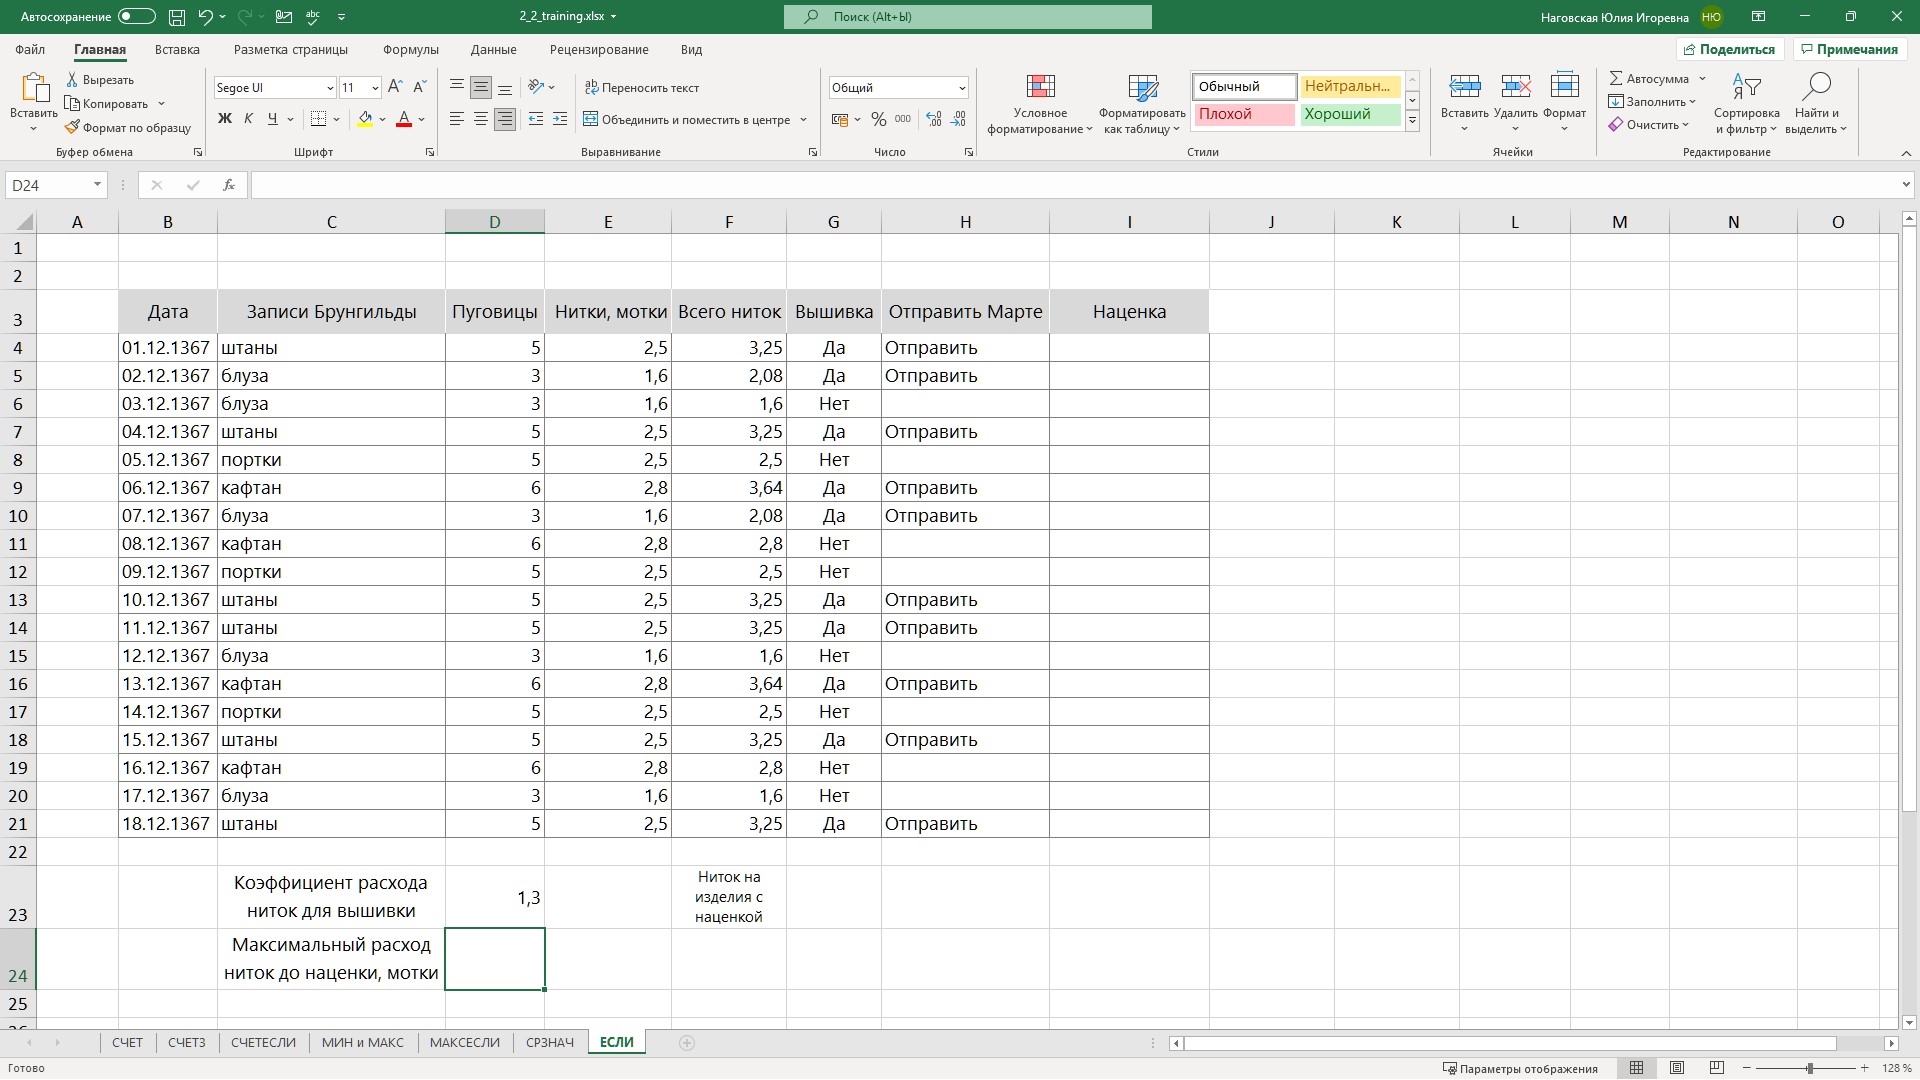 Автосохранение 2_2_training.xlsx Поиск (Alt+Ы) Наговская Юлия Игоревна НЮ
Файл Главная Вставка Разметка страницы Формулы Данные Рецензирование Вид Поделиться Примечания
Вставить
Вырезать
Копировать
Формат по образцу
Буфер обмена
Segoe UI 11
Ж К Ч
Шрифт
Переносить текст
Объединить и поместить в центре
Выравнивание
Общий
% 000
Число
Условное форматирование
Форматировать как таблицу
Обычный Нейтральн...
Плохой Хороший
Стили
Вставить Удалить Формат
Ячейки
Автосумма
Заполнить
Очистить
Сортировка и фильтр
Найти и выделить
Редактирование
D24 fx
A B C D E F G H I J K L M N O
1
2
3 Дата Записи Брунгильды Пуговицы Нитки, мотки Всего ниток Вышивка Отправить Марте Наценка
4 01.12.1367 штаны 5 2,5 3,25 Да Отправить
5 02.12.1367 блуза 3 1,6 2,08 Да Отправить
6 03.12.1367 блуза 3 1,6 1,6 Нет
7 04.12.1367 штаны 5 2,5 3,25 Да Отправить
8 05.12.1367 портки 5 2,5 2,5 Нет
9 06.12.1367 кафтан 6 2,8 3,64 Да Отправить
10 07.12.1367 блуза 3 1,6 2,08 Да Отправить
11 08.12.1367 кафтан 6 2,8 2,8 Нет
12 09.12.1367 портки 5 2,5 2,5 Нет
13 10.12.1367 штаны 5 2,5 3,25 Да Отправить
14 11.12.1367 штаны 5 2,5 3,25 Да Отправить
15 12.12.1367 блуза 3 1,6 1,6 Нет
16 13.12.1367 кафтан 6 2,8 3,64 Да Отправить
17 14.12.1367 портки 5 2,5 2,5 Нет
18 15.12.1367 штаны 5 2,5 3,25 Да Отправить
19 16.12.1367 кафтан 6 2,8 2,8 Нет
20 17.12.1367 блуза 3 1,6 1,6 Нет
21 18.12.1367 штаны 5 2,5 3,25 Да Отправить
22
23
Коэффициент расхода
ниток для вышивки
1,3
Ниток на
изделия с
наценкой
24
Максимальный расход
ниток до наценки, мотки
25
СЧЕТ СЧЕТЗ СЧЕТЕСЛИ МИН и МАКС МАКСЕСЛИ СРЗНАЧ ЕСЛИ
Готово Параметры отображения 128 %